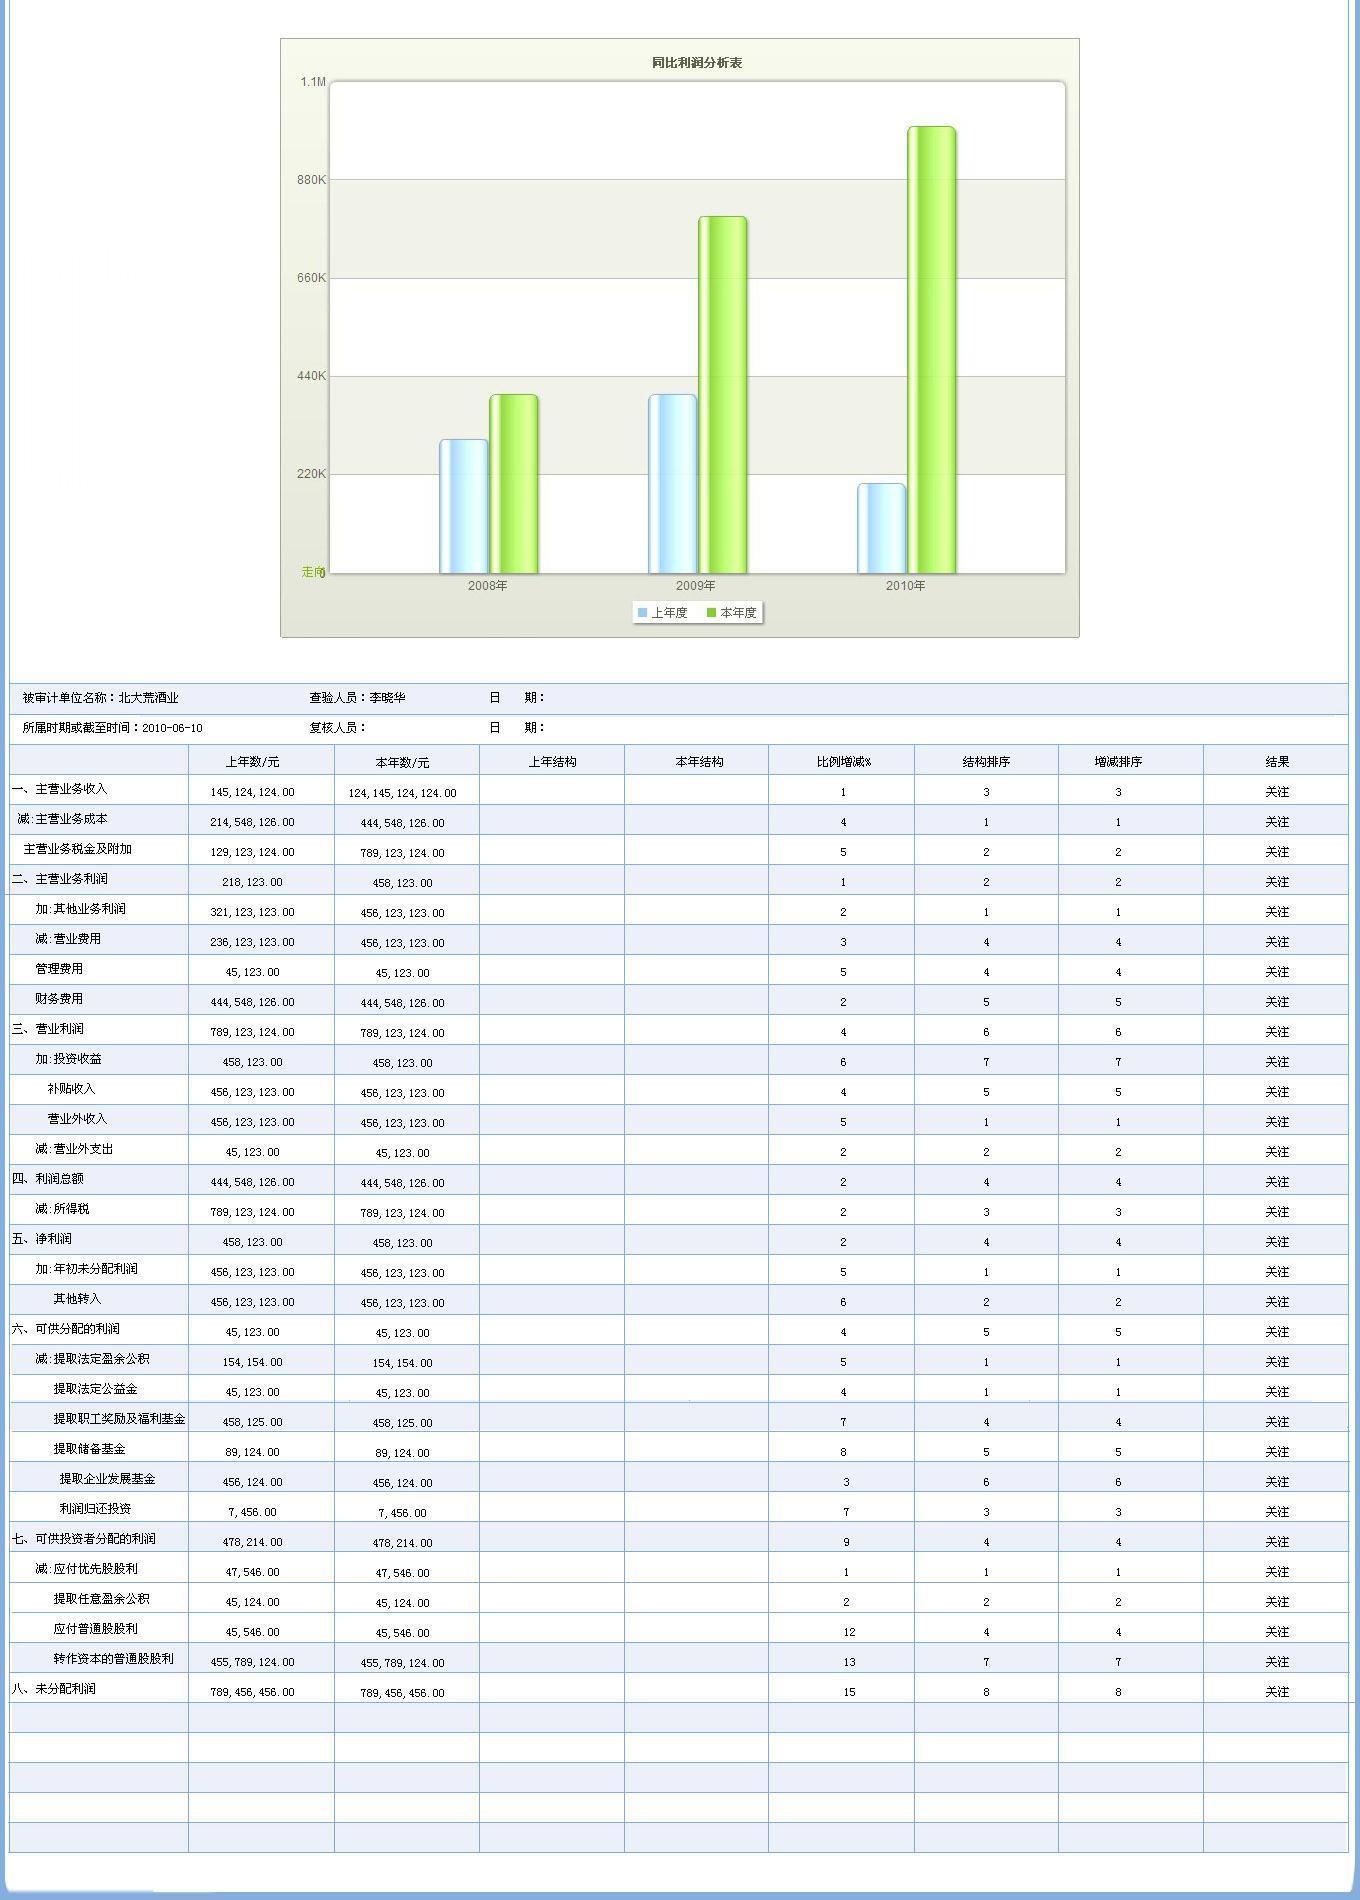 同比利润分析表
1.1M
880K
660K
440K
220K
走向 0
2008年 2009年 2010年
上年度 本年度
被审计单位名称：北大荒酒业 查验人员：李晓华 日 期：
所属时期或截至时间：2010-06-10 复核人员： 日 期：
上年数/元 本年数/元 上年结构 本年结构 比例增减% 结构排序 增减排序 结果
一、主营业务收入 145,124,124.00 124,145,124,124.00 1 3 3 关注
减:主营业务成本 214,548,126.00 444,548,126.00 4 1 1 关注
主营业务税金及附加 129,123,124.00 789,123,124.00 5 2 2 关注
二、主营业务利润 218,123.00 458,123.00 1 2 2 关注
加:其他业务利润 321,123,123.00 456,123,123.00 2 1 1 关注
减:营业费用 236,123,123.00 456,123,123.00 3 4 4 关注
管理费用 45,123.00 45,123.00 5 4 4 关注
财务费用 444,548,126.00 444,548,126.00 2 5 5 关注
三、营业利润 789,123,124.00 789,123,124.00 4 6 6 关注
加:投资收益 458,123.00 458,123.00 6 7 7 关注
补贴收入 456,123,123.00 456,123,123.00 4 5 5 关注
营业外收入 456,123,123.00 456,123,123.00 5 1 1 关注
减:营业外支出 45,123.00 45,123.00 2 2 2 关注
四、利润总额 444,548,126.00 444,548,126.00 2 4 4 关注
减:所得税 789,123,124.00 789,123,124.00 2 3 3 关注
五、净利润 458,123.00 458,123.00 2 4 4 关注
加:年初未分配利润 456,123,123.00 456,123,123.00 5 1 1 关注
其他转入 456,123,123.00 456,123,123.00 6 2 2 关注
六、可供分配的利润 45,123.00 45,123.00 4 5 5 关注
减:提取法定盈余公积 154,154.00 154,154.00 5 1 1 关注
提取法定公益金 45,123.00 45,123.00 4 1 1 关注
提取职工奖励及福利基金 458,125.00 458,125.00 7 4 4 关注
提取储备基金 89,124.00 89,124.00 8 5 5 关注
提取企业发展基金 456,124.00 456,124.00 3 6 6 关注
利润归还投资 7,456.00 7,456.00 7 3 3 关注
七、可供投资者分配的利润 478,214.00 478,214.00 9 4 4 关注
减:应付优先股股利 47,546.00 47,546.00 1 1 1 关注
提取任意盈余公积 45,124.00 45,124.00 2 2 2 关注
应付普通股股利 45,546.00 45,546.00 12 4 4 关注
转作资本的普通股股利 455,789,124.00 455,789,124.00 13 7 7 关注
八、未分配利润 789,456,456.00 789,456,456.00 15 8 8 关注